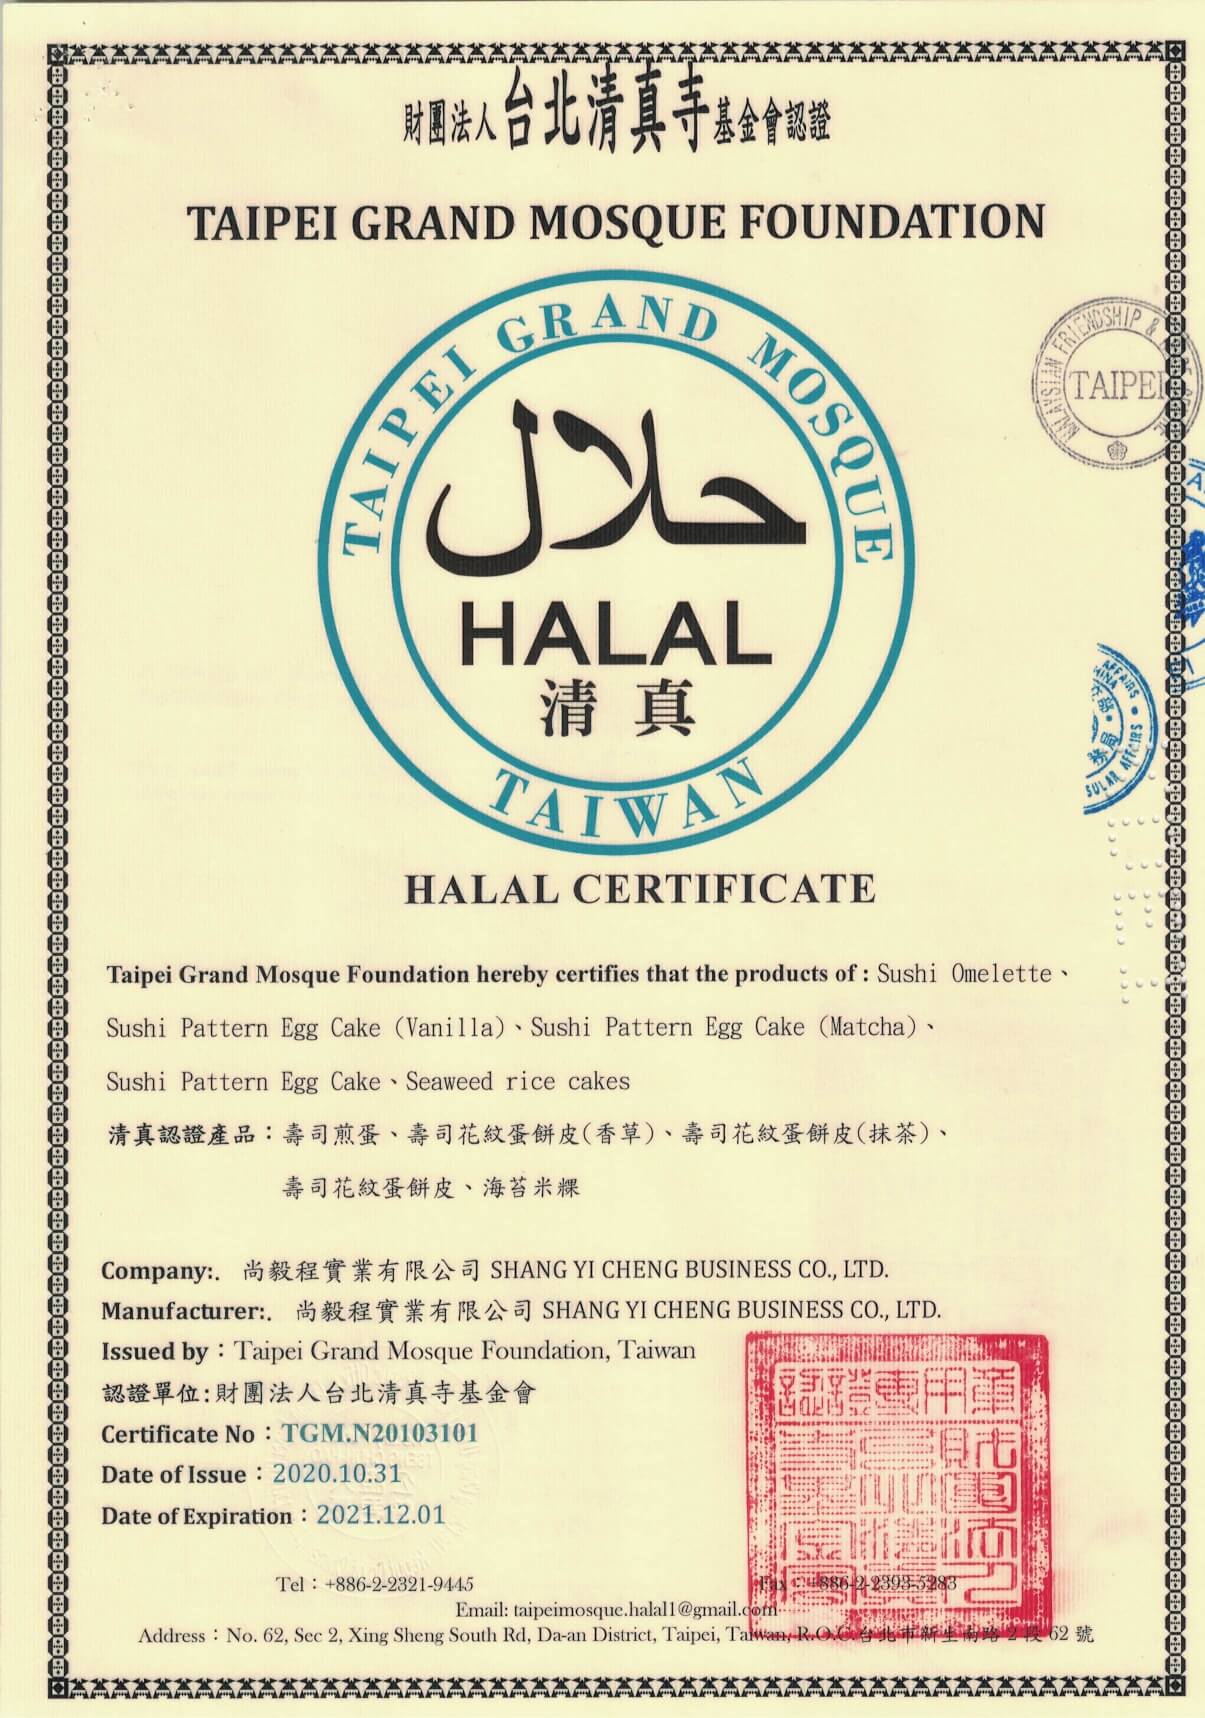 財團法人台北清真寺基金會認證
TAIPEI GRAND MOSQUE FOUNDATION
TAIPEI GRAND MOSQUE
حلال
HALAL
清真
TAIWAN
MALAYSIAN FRIENDSHIP &
TAIPEI
AFFAIRS
務局
SULAR AFFAIRS
HALAL CERTIFICATE
Taipei Grand Mosque Foundation hereby certifies that the products of : Sushi Omelette、
Sushi Pattern Egg Cake (Vanilla)、Sushi Pattern Egg Cake (Matcha)、
Sushi Pattern Egg Cake、Seaweed rice cakes
清真認證產品：壽司煎蛋、壽司花紋蛋餅皮(香草)、壽司花紋蛋餅皮(抹茶)、
壽司花紋蛋餅皮、海苔米粿
Company:. 尚毅程實業有限公司 SHANG YI CHENG BUSINESS CO., LTD.
Manufacturer:. 尚毅程實業有限公司 SHANG YI CHENG BUSINESS CO., LTD.
Issued by：Taipei Grand Mosque Foundation, Taiwan
認證單位:財團法人台北清真寺基金會
Certificate No：TGM.N20103101
Date of Issue：2020.10.31
Date of Expiration：2021.12.01
Tel：+886-2-2321-9445 Fax：+886-2-2393-5283
Email: taipeimosque.halal1@gmail.com
Address：No. 62, Sec 2, Xing Sheng South Rd, Da-an District, Taipei, Taiwan, R.O.C.台北市新生南路2段62號